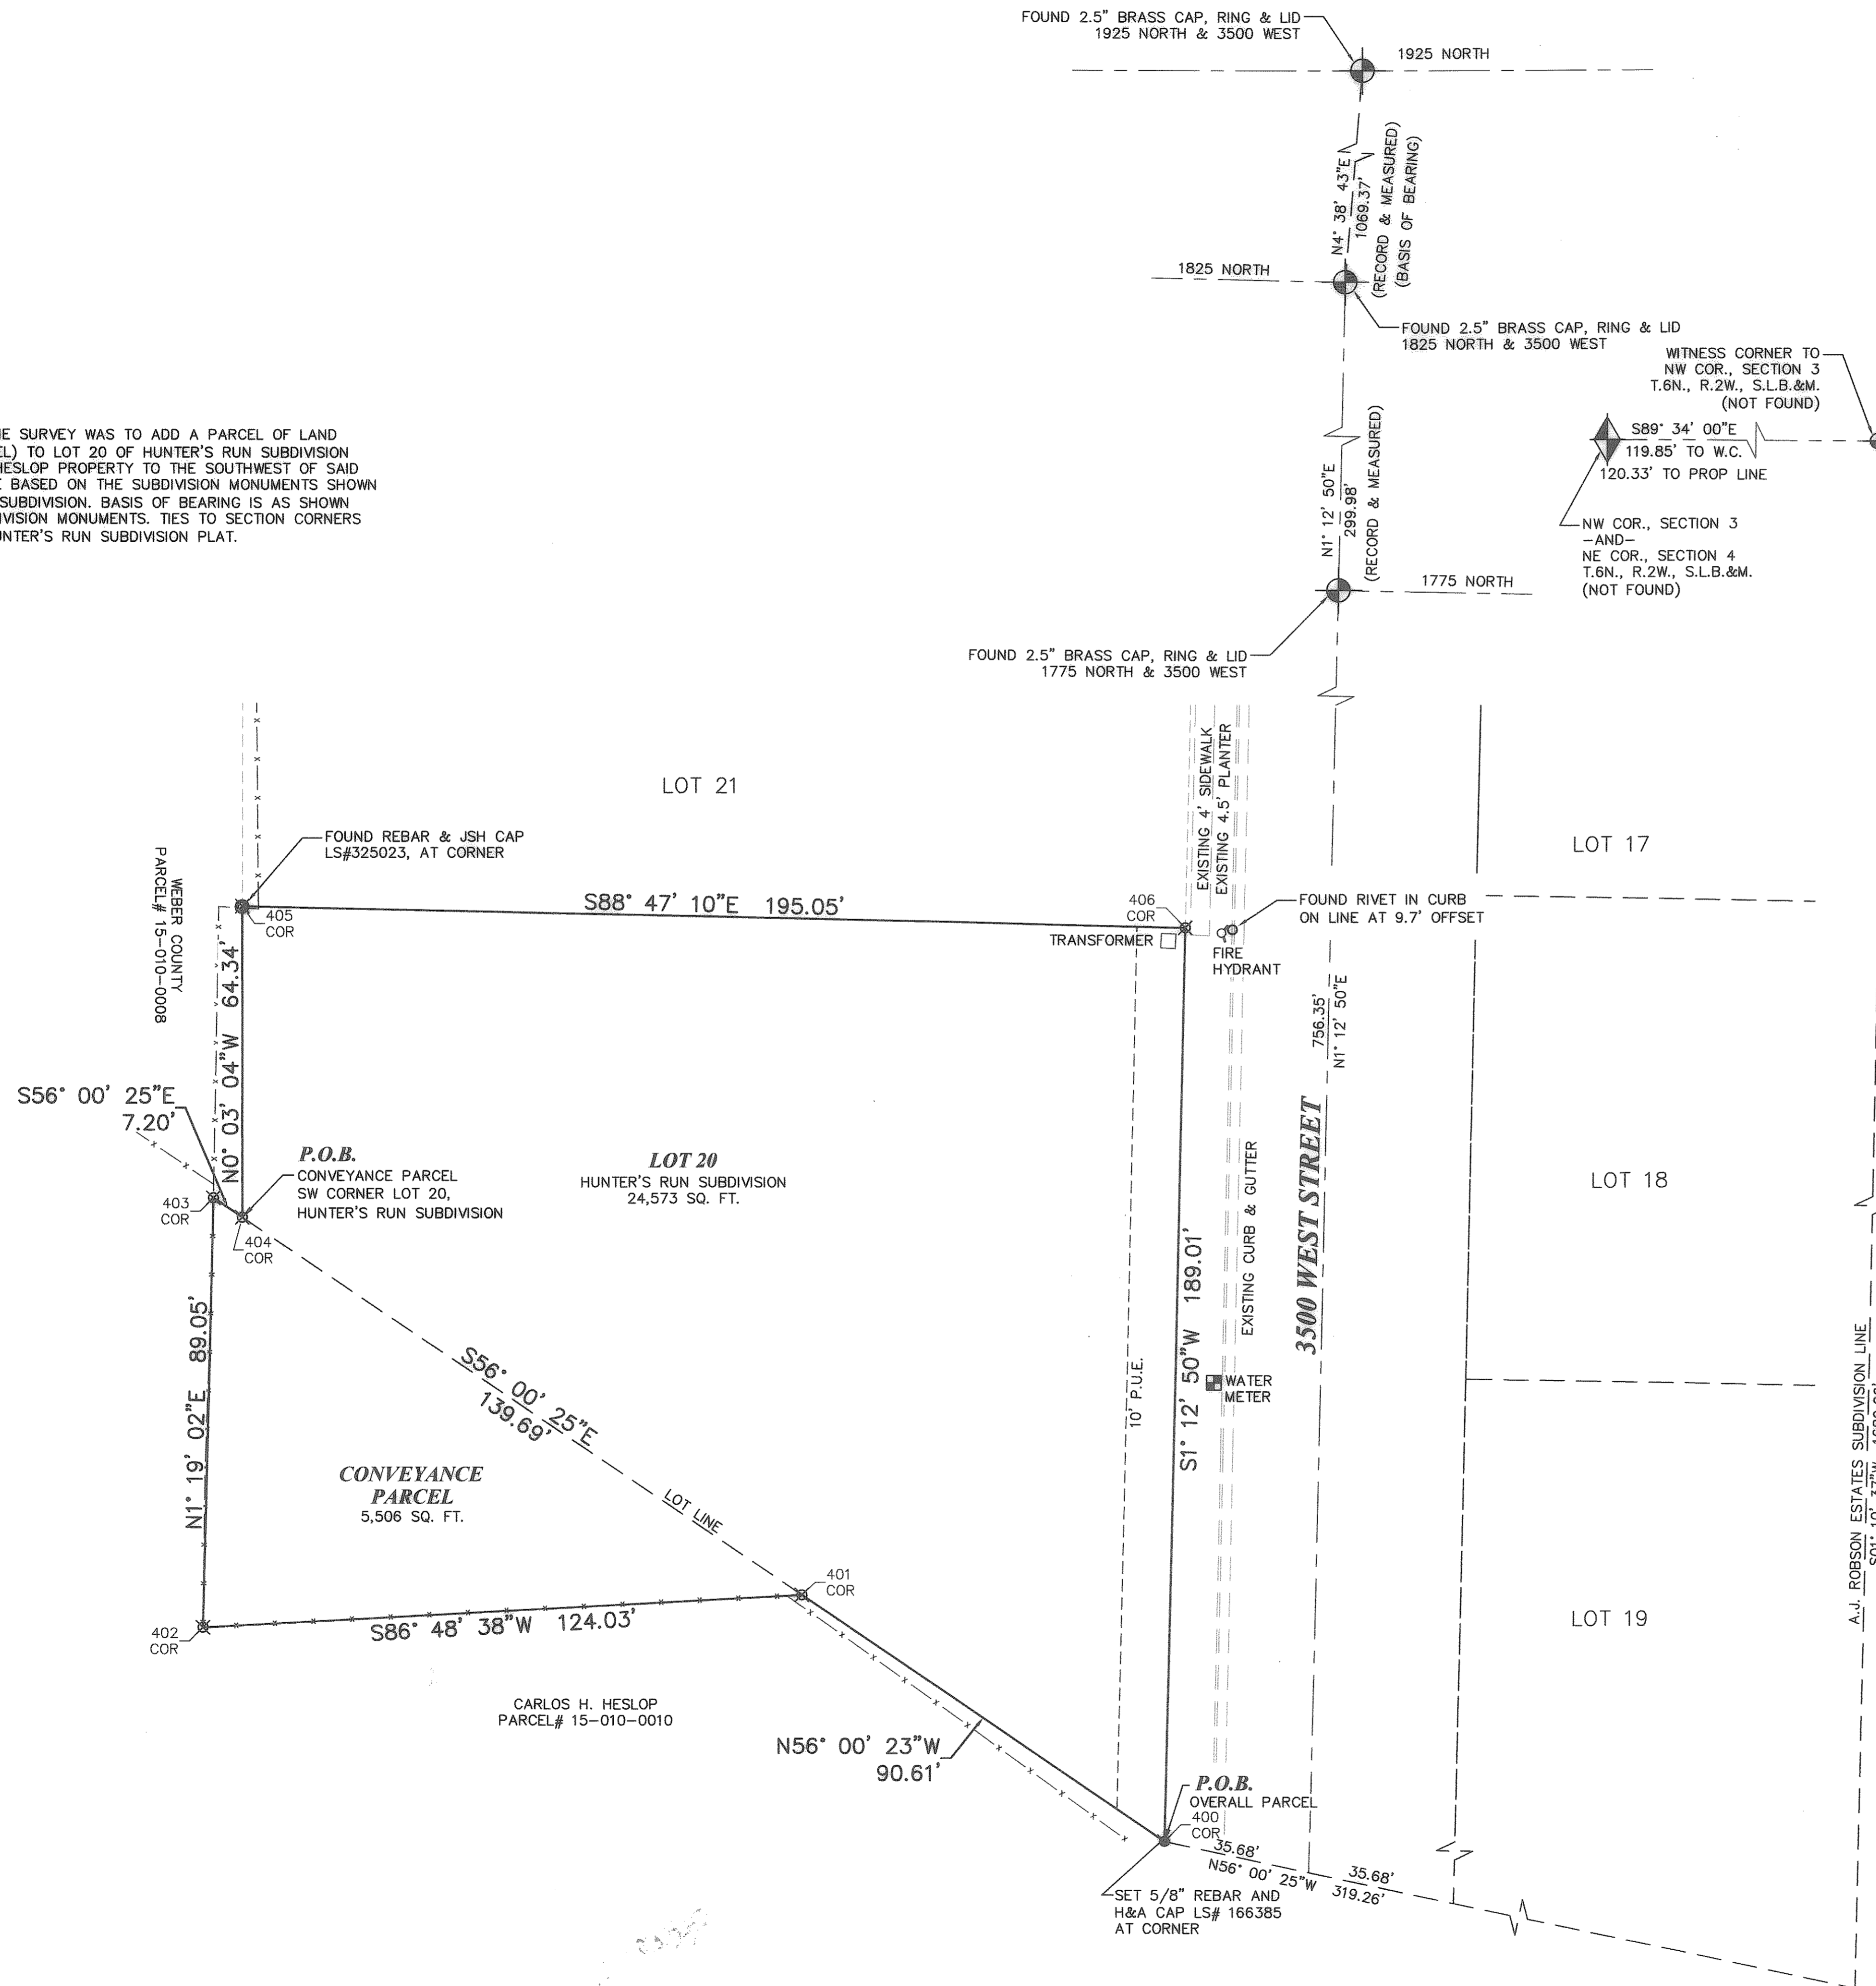 FOUND 2.5" BRASS CAP, RING & LID
1925 NORTH & 3500 WEST
1925 NORTH
N4° 38' 43"E
1069.37'
(RECORD & MEASURED)
(BASIS OF BEARING)
1825 NORTH
FOUND 2.5" BRASS CAP, RING & LID
1825 NORTH & 3500 WEST
WITNESS CORNER TO
NW COR., SECTION 3
T.6N., R.2W., S.L.B.&M.
(NOT FOUND)
S89° 34' 00"E
119.85' TO W.C.
120.33' TO PROP LINE
NW COR., SECTION 3
-AND-
NE COR., SECTION 4
T.6N., R.2W., S.L.B.&M.
(NOT FOUND)
E SURVEY WAS TO ADD A PARCEL OF LAND
EL) TO LOT 20 OF HUNTER'S RUN SUBDIVISION
HESLOP PROPERTY TO THE SOUTHWEST OF SAID
E BASED ON THE SUBDIVISION MONUMENTS SHOWN
SUBDIVISION. BASIS OF BEARING IS AS SHOWN
IVISION MONUMENTS. TIES TO SECTION CORNERS
UNTER'S RUN SUBDIVISION PLAT.
N1° 12' 50"E
299.98'
(RECORD & MEASURED)
1775 NORTH
FOUND 2.5" BRASS CAP, RING & LID
1775 NORTH & 3500 WEST
LOT 21
EXISTING 4' SIDEWALK
EXISTING 4.5' PLANTER
LOT 17
FOUND REBAR & JSH CAP
LS#325023, AT CORNER
WEBER COUNTY
PARCEL# 15-010-0008
405
COR
S88° 47' 10"E 195.05'
406
COR
TRANSFORMER
FOUND RIVET IN CURB
ON LINE AT 9.7' OFFSET
FIRE
HYDRANT
N0° 03' 04"W 64.34'
756.35'
N1° 12' 50"E
S56° 00' 25"E
7.20'
P.O.B.
CONVEYANCE PARCEL
SW CORNER LOT 20,
HUNTER'S RUN SUBDIVISION
403
COR
404
COR
LOT 20
HUNTER'S RUN SUBDIVISION
24,573 SQ. FT.
EXISTING CURB & GUTTER
3500 WEST STREET
LOT 18
S1° 12' 50"W 189.01'
10' P.U.E.
WATER
METER
N1° 19' 02"E 89.05'
S56° 00' 25"E
139.69'
LOT LINE
CONVEYANCE
PARCEL
5,506 SQ. FT.
401
COR
402
COR
S86° 48' 38"W 124.03'
LOT 19
A.J. ROBSON ESTATES SUBDIVISION LINE
CARLOS H. HESLOP
PARCEL# 15-010-0010
N56° 00' 23"W
90.61'
P.O.B.
OVERALL PARCEL
400
COR
35.68'
N56° 00' 25"W
35.68'
319.26'
SET 5/8" REBAR AND
H&A CAP LS# 166385
AT CORNER